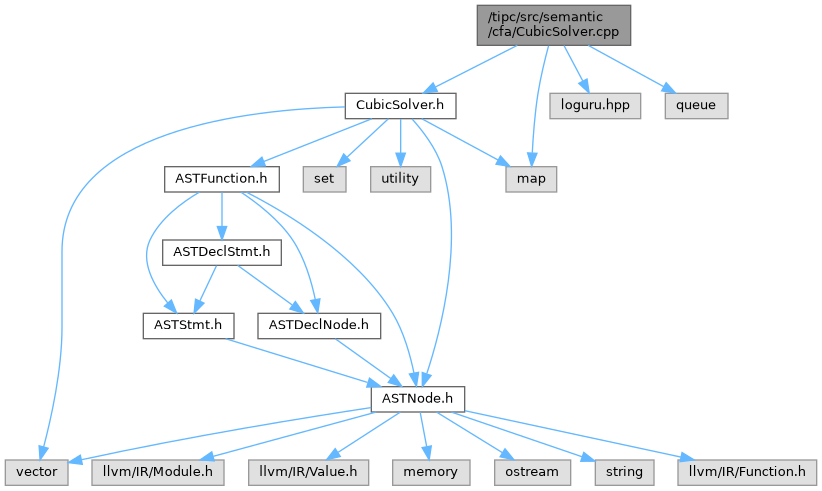 /tipc/src/semantic
/cfa/CubicSolver.cpp
CubicSolver.h
loguru.hpp
queue
ASTFunction.h
set
utility
map
ASTDeclStmt.h
ASTStmt.h
ASTDeclNode.h
ASTNode.h
vector
llvm/IR/Module.h
llvm/IR/Value.h
memory
ostream
string
llvm/IR/Function.h